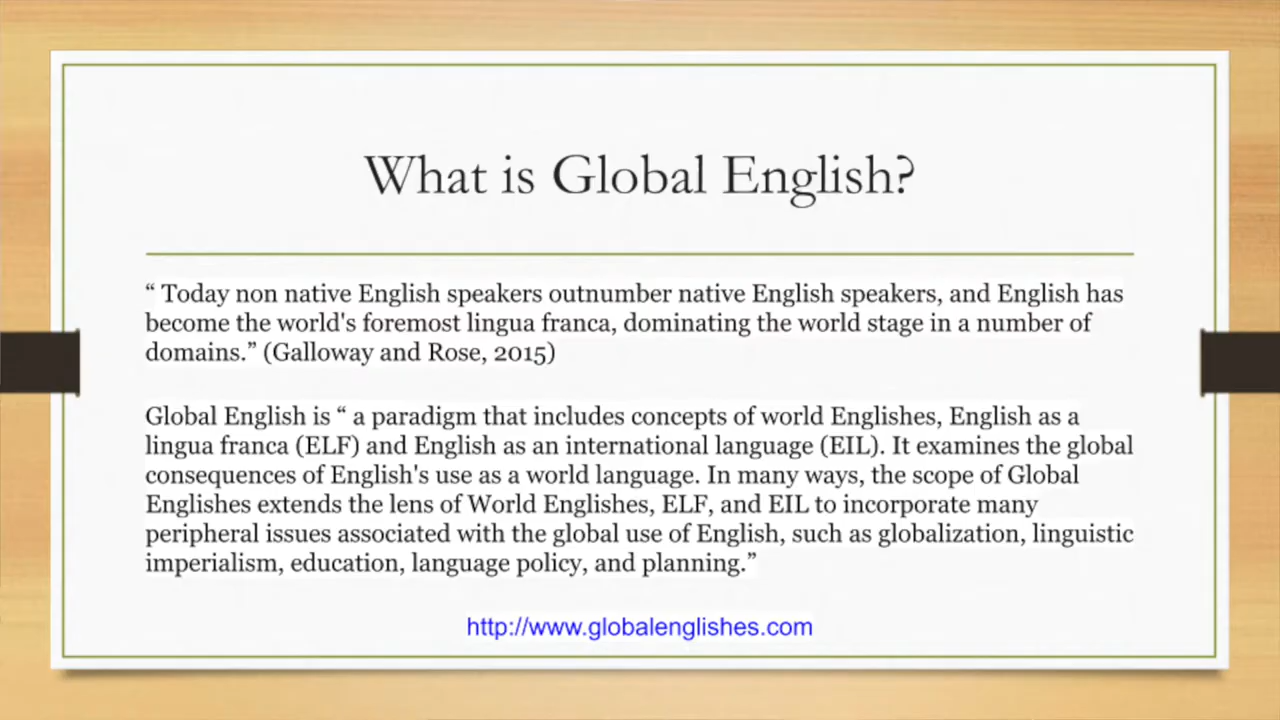 What is Global English?
“ Today non native English speakers outnumber native English speakers, and English has
become the world's foremost lingua franca, dominating the world stage in a number of
domains.” (Galloway and Rose, 2015)
Global English is “ a paradigm that includes concepts of world Englishes, English as a
lingua franca (ELF) and English as an international language (EIL). It examines the global
consequences of English's use as a world language. In many ways, the scope of Global
Englishes extends the lens of World Englishes, ELF, and EIL to incorporate many
peripheral issues associated with the global use of English, such as globalization, linguistic
imperialism, education, language policy, and planning.”
http://www.globalenglishes.com